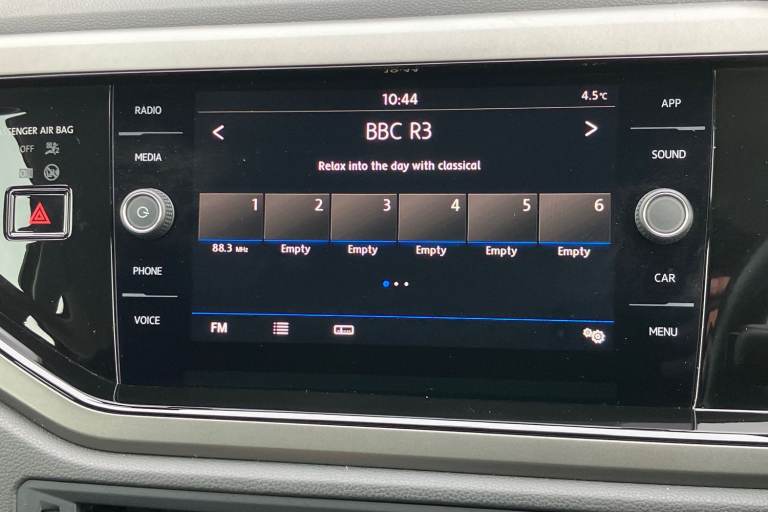 10:44
4.5°C
RADIO
MEDIA
PHONE
VOICE
APP
SOUND
CAR
MENU
AIR BAG
OFF
< BBC R3 >
Relax into the day with classical
1 2 3 4 5 6
88.3 MHz Empty Empty Empty Empty Empty
FM